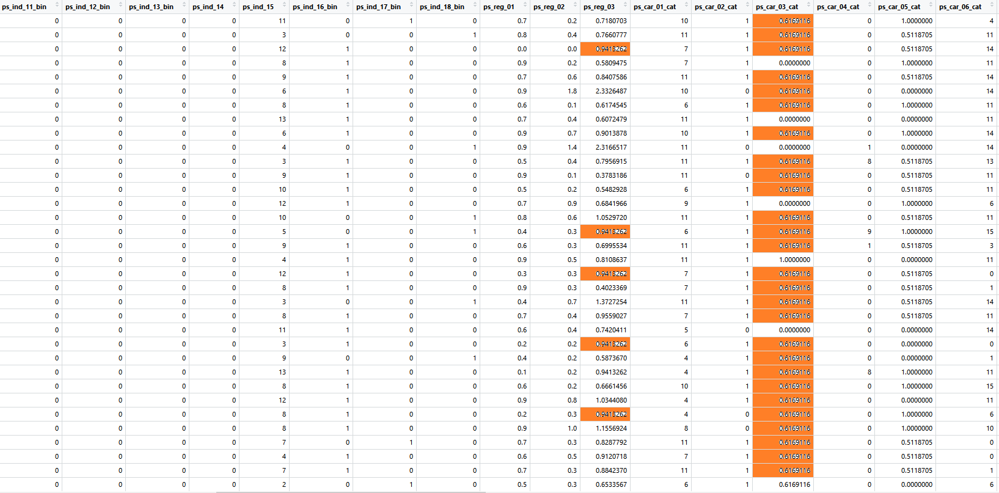 ps_ind_11_bin ps_ind_12_bin ps_ind_13_bin ps_ind_14 ps_ind_15 ps_ind_16_bin ps_ind_17_bin ps_ind_18_bin ps_reg_01 ps_reg_02 ps_reg_03 ps_car_01_cat ps_car_02_cat ps_car_03_cat ps_car_04_cat ps_car_05_cat ps_car_06_cat
0 0 0 0 11 0 1 0 0.7 0.2 0.7180703 10 1 0.6169116 0 1.0000000 4
0 0 0 0 3 0 0 1 0.8 0.4 0.7660777 11 1 0.6169116 0 0.5118705 11
0 0 0 0 12 1 0 0 0.0 0.0 0.9413262 7 1 0.6169116 0 0.5118705 14
0 0 0 0 8 1 0 0 0.9 0.2 0.5809475 7 1 0.0000000 0 1.0000000 11
0 0 0 0 9 1 0 0 0.7 0.6 0.8407586 11 1 0.6169116 0 0.5118705 14
0 0 0 0 6 1 0 0 0.9 1.8 2.3326487 10 0 0.6169116 0 0.0000000 14
0 0 0 0 8 1 0 0 0.6 0.1 0.6174545 6 1 0.6169116 0 1.0000000 11
0 0 0 0 13 1 0 0 0.7 0.4 0.6072479 11 1 0.0000000 0 0.0000000 11
0 0 0 0 6 1 0 0 0.9 0.7 0.9013878 10 1 0.6169116 0 1.0000000 14
0 0 0 0 4 0 0 1 0.9 1.4 2.3166517 11 0 0.0000000 1 0.0000000 14
0 0 0 0 3 1 0 0 0.5 0.4 0.7956915 11 1 0.6169116 8 0.5118705 13
0 0 0 0 9 1 0 0 0.9 0.1 0.3783186 11 0 0.6169116 0 0.5118705 11
0 0 0 0 10 1 0 0 0.5 0.2 0.5482928 6 1 0.6169116 0 0.5118705 11
0 0 0 0 12 1 0 0 0.7 0.9 0.6841966 9 1 0.0000000 0 1.0000000 6
0 0 0 0 10 0 0 1 0.8 0.6 1.0529720 11 1 0.6169116 0 0.5118705 11
0 0 0 0 5 0 0 1 0.4 0.3 0.9413262 6 1 0.6169116 9 1.0000000 15
0 0 0 0 9 1 0 0 0.6 0.3 0.6995534 11 1 0.6169116 1 0.5118705 3
0 0 0 0 4 1 0 0 0.9 0.5 0.8108637 11 1 1.0000000 0 0.0000000 11
0 0 0 0 12 1 0 0 0.3 0.3 0.9413262 7 1 0.6169116 0 0.5118705 0
0 0 0 0 8 1 0 0 0.9 0.3 0.4023369 7 1 0.6169116 0 0.5118705 1
0 0 0 0 3 0 0 1 0.4 0.7 1.3727254 11 1 0.6169116 0 0.5118705 14
0 0 0 0 8 1 0 0 0.7 0.4 0.9559027 7 1 0.6169116 0 0.5118705 11
0 0 0 0 11 1 0 0 0.6 0.4 0.7420411 5 0 0.0000000 0 0.0000000 14
0 0 0 0 3 1 0 0 0.2 0.2 0.9413262 6 1 0.6169116 0 0.0000000 0
0 0 0 0 9 0 0 1 0.4 0.2 0.5873670 4 1 0.6169116 0 0.0000000 1
0 0 0 0 13 1 0 0 0.1 0.2 0.9413262 4 1 0.6169116 8 1.0000000 11
0 0 0 0 8 1 0 0 0.6 0.2 0.6661456 10 1 0.6169116 0 1.0000000 15
0 0 0 0 12 1 0 0 0.9 0.8 1.0344080 4 1 0.6169116 0 0.0000000 11
0 0 0 0 8 1 0 0 0.2 0.3 0.9413262 4 0 0.6169116 0 1.0000000 6
0 0 0 0 8 1 0 0 0.9 1.0 1.1556924 8 0 0.6169116 0 1.0000000 10
0 0 0 0 7 0 1 0 0.7 0.3 0.8287792 11 1 0.6169116 0 0.5118705 0
0 0 0 0 4 1 0 0 0.6 0.5 0.9120718 7 1 0.6169116 0 0.5118705 0
0 0 0 0 7 1 0 0 0.7 0.3 0.8842370 11 1 0.6169116 0 0.5118705 1
0 0 0 0 2 0 1 0 0.5 0.3 0.6533567 6 1 0.6169116 0 0.0000000 6